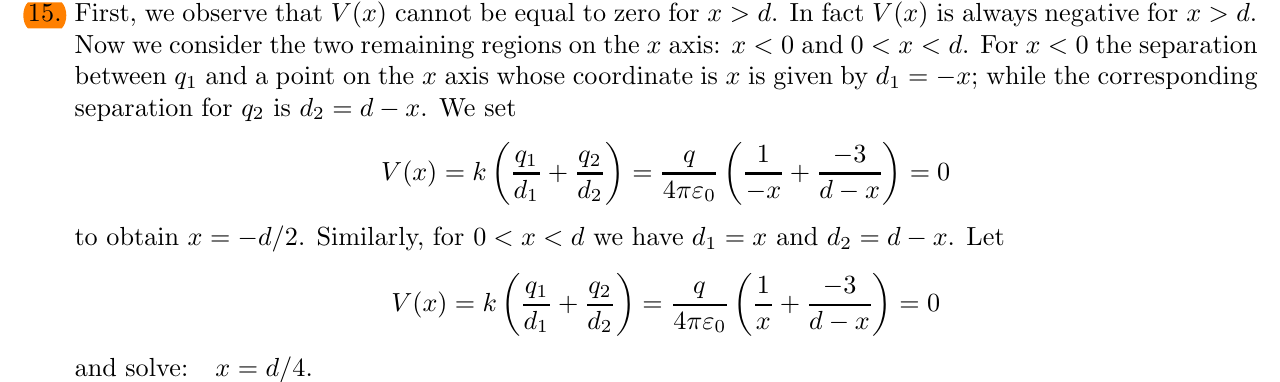 15. First, we observe that V(x) cannot be equal to zero for x > d. In fact V(x) is always negative for x > d.
Now we consider the two remaining regions on the x axis: x < 0 and 0 < x < d. For x < 0 the separation
between q₁ and a point on the x axis whose coordinate is x is given by d₁ = −x; while the corresponding
separation for q₂ is d₂ = d − x. We set
V(x) = k (q₁/d₁ + q₂/d₂) = q/4πε₀ (1/−x + −3/d − x) = 0
to obtain x = −d/2. Similarly, for 0 < x < d we have d₁ = x and d₂ = d − x. Let
V(x) = k (q₁/d₁ + q₂/d₂) = q/4πε₀ (1/x + −3/d − x) = 0
and solve: x = d/4.